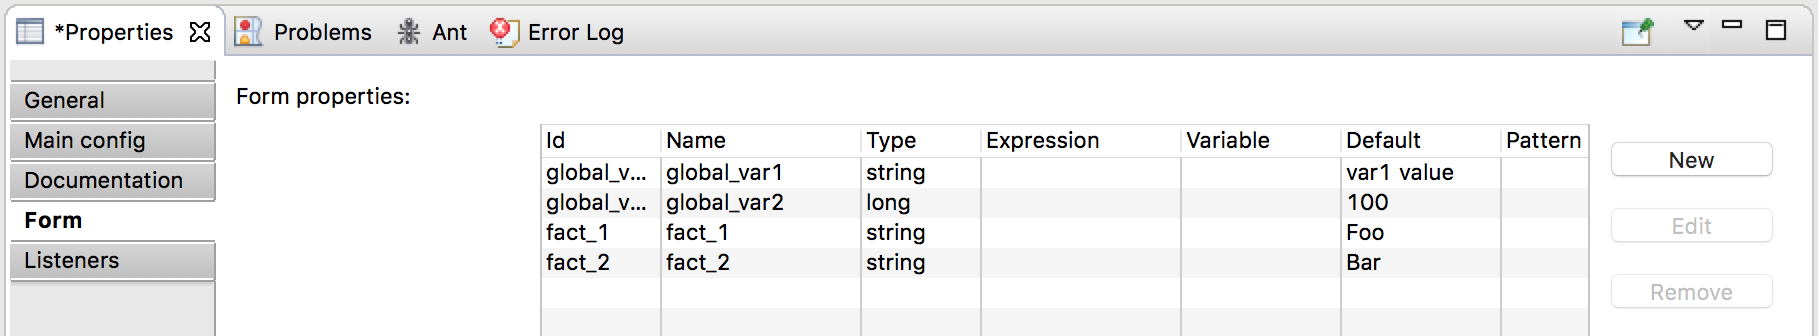 *Properties Problems Ant Error Log
General
Main config
Documentation
Form
Listeners
Form properties:
Id Name Type Expression Variable Default Pattern
global_v... global_var1 string var1 value
global_v... global_var2 long 100
fact_1 fact_1 string Foo
fact_2 fact_2 string Bar
New
Edit
Remove